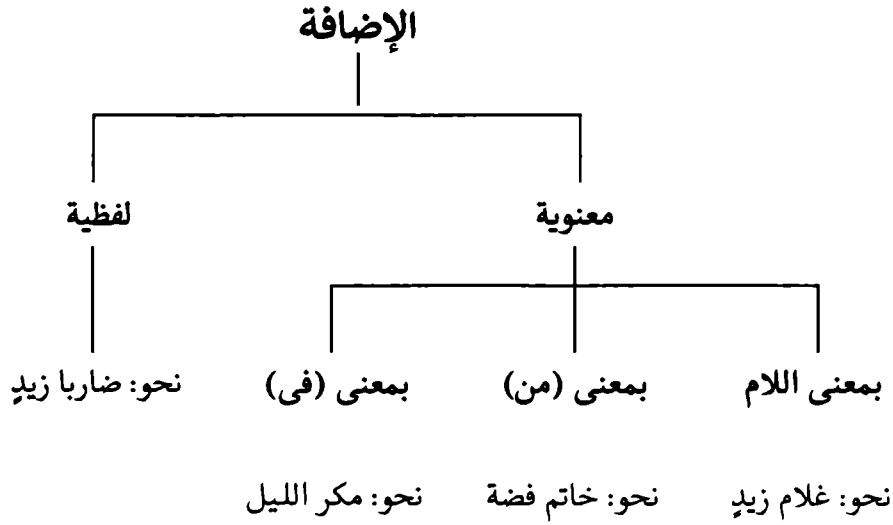 الإضافة
معنوية لفظية
بمعنى اللام بمعنى (من) بمعنى (فى) نحو: ضاربا زيدٍ
نحو: غلام زيدٍ نحو: خاتم فضة نحو: مكر الليل